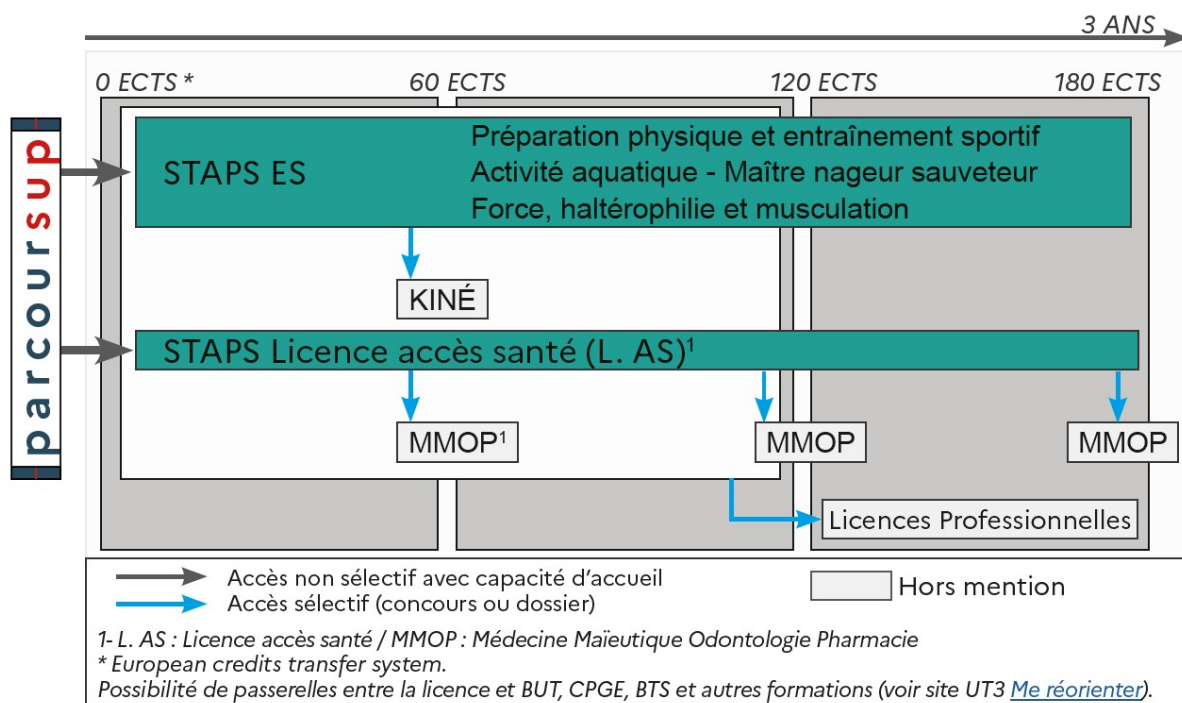 3 ANS
0 ECTS *
60 ECTS
120 ECTS
180 ECTS
parcoursup
STAPS ES
Préparation physique et entraînement sportif
Activité aquatique - Maître nageur sauveteur
Force, haltérophilie et musculation
KINÉ
STAPS Licence accès santé (L. AS)¹
MMOP¹
MMOP
MMOP
Licences Professionnelles
Accès non sélectif avec capacité d'accueil
Accès sélectif (concours ou dossier)
Hors mention
1- L. AS : Licence accès santé / MMOP : Médecine Maïeutique Odontologie Pharmacie
* European credits transfer system.
Possibilité de passerelles entre la licence et BUT, CPGE, BTS et autres formations (voir site UT3 Me réorienter).